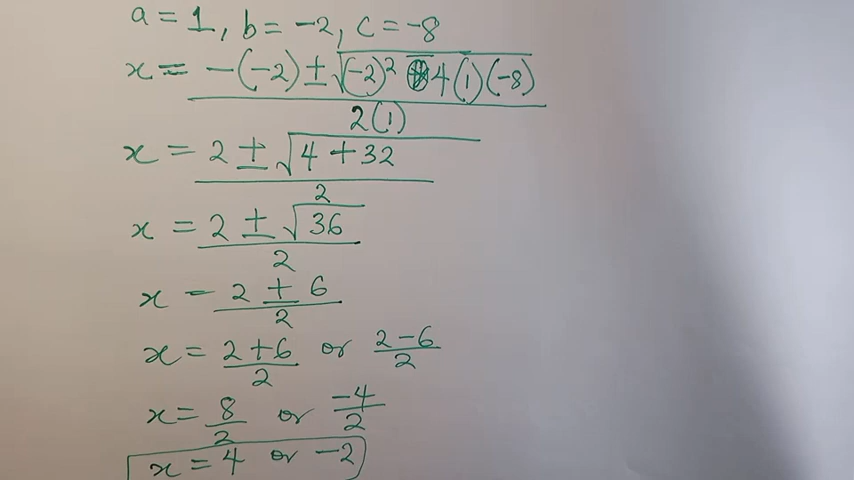 a = 1, b = -2, c = -8
x = -(-2) ± √(-2)² 4(1)(-8) / 2(1)
x = 2 ± √4 + 32 / 2
x = 2 ± √36 / 2
x = 2 ± 6 / 2
x = 2+6 / 2 or 2-6 / 2
x = 8/2 or -4/2
x = 4 or -2